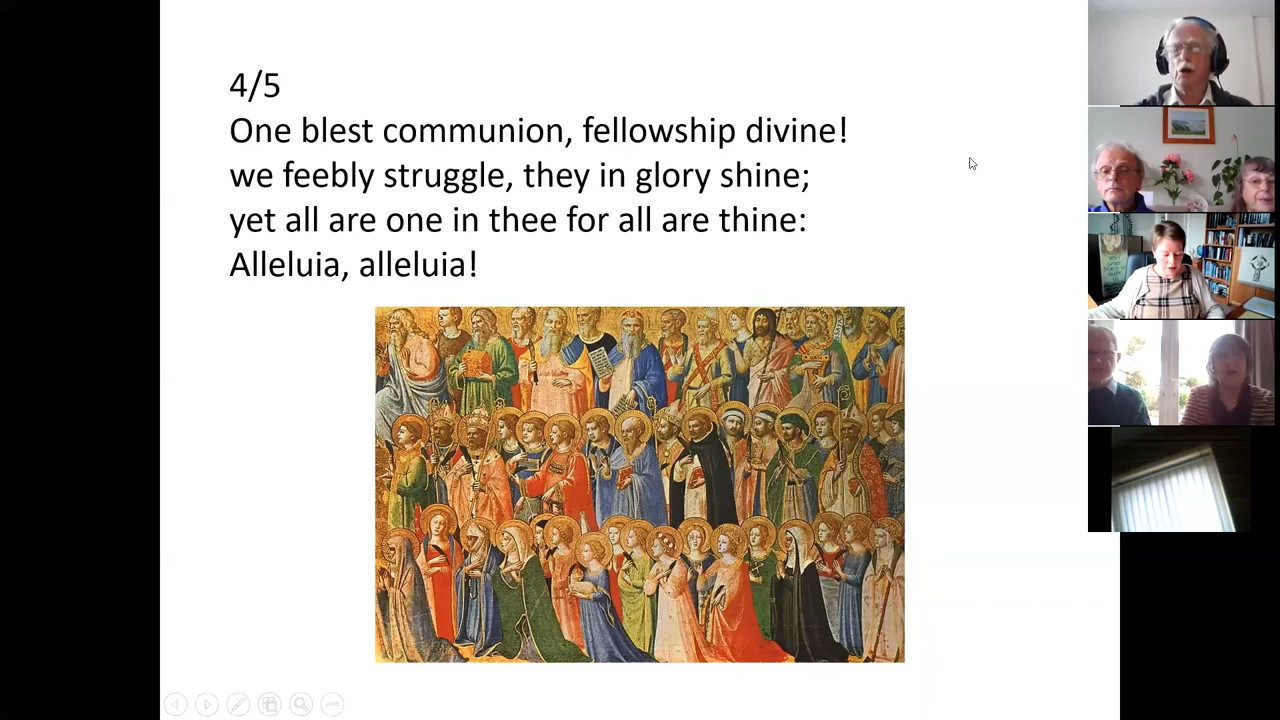 4/5
One blest communion, fellowship divine!
we feebly struggle, they in glory shine;
yet all are one in thee for all are thine:
Alleluia, alleluia!